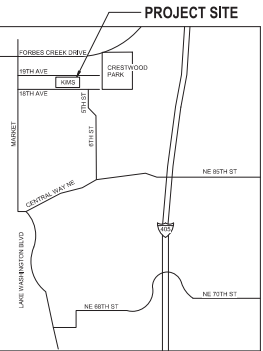 PROJECT SITE
FORBES CREEK DRIVE
CRESTWOOD
PARK
19TH AVE
KIMS
18TH AVE
5TH ST
6TH ST
MARKET
NE 85TH ST
CENTRAL WAY NE
LAKE WASHINGTON BLVD
405
NE 70TH ST
NE 68TH ST